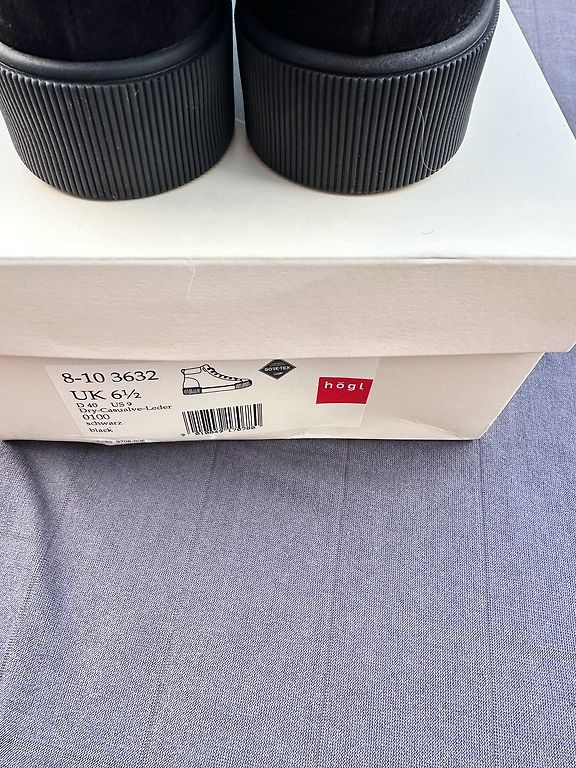 8-10 3632
UK 6½
D 40 US 9
Dry-Casualve-Leder
0100
schwarz
black
GORE-TEX
högl